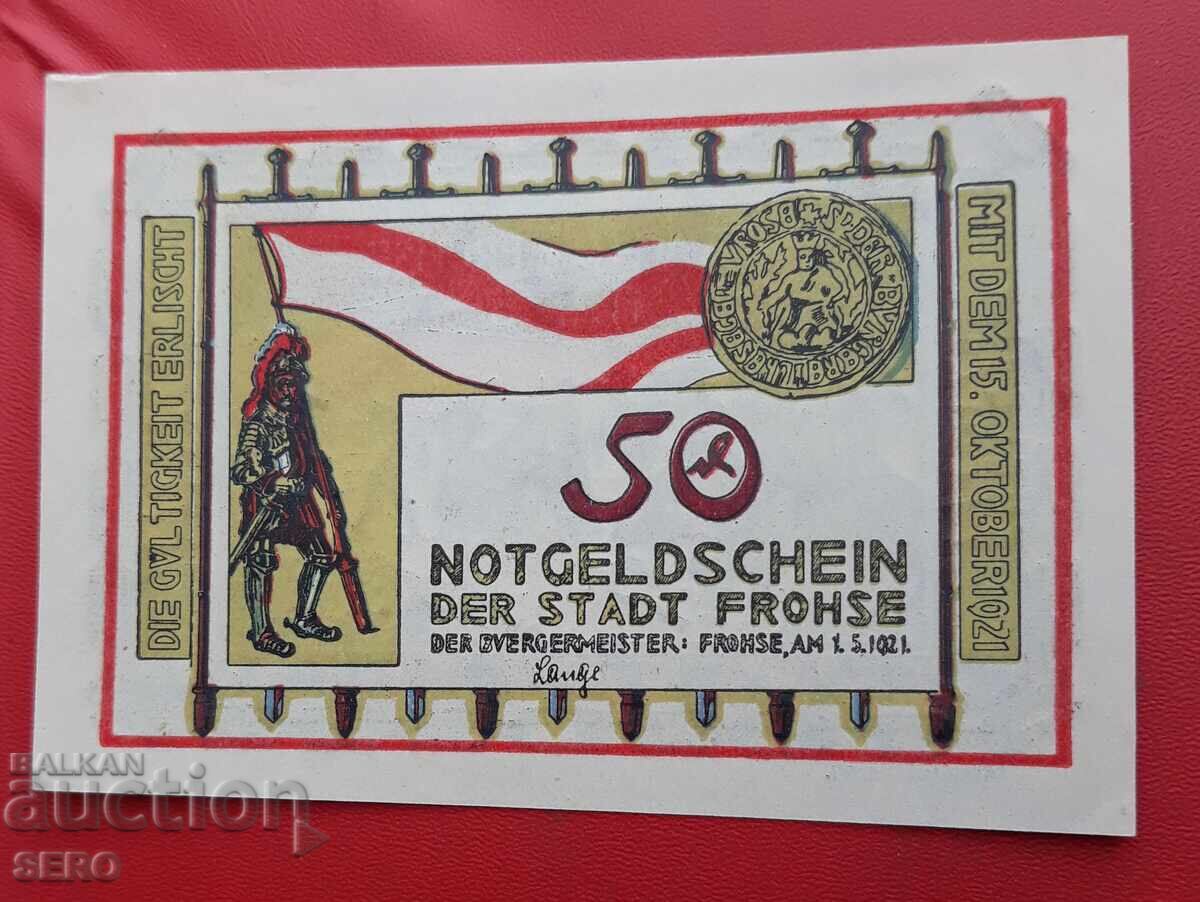 DIE GVLTIGKEIT ERLISCHT
MIT DEM 15. OKTOBER 1921
50
NOTGELDSCHEIN
DER STADT FROHSE
DER BVERGERMEISTER: FROHSE, AM 1.5.1921.
Lange
BALKAN
auction
SERO